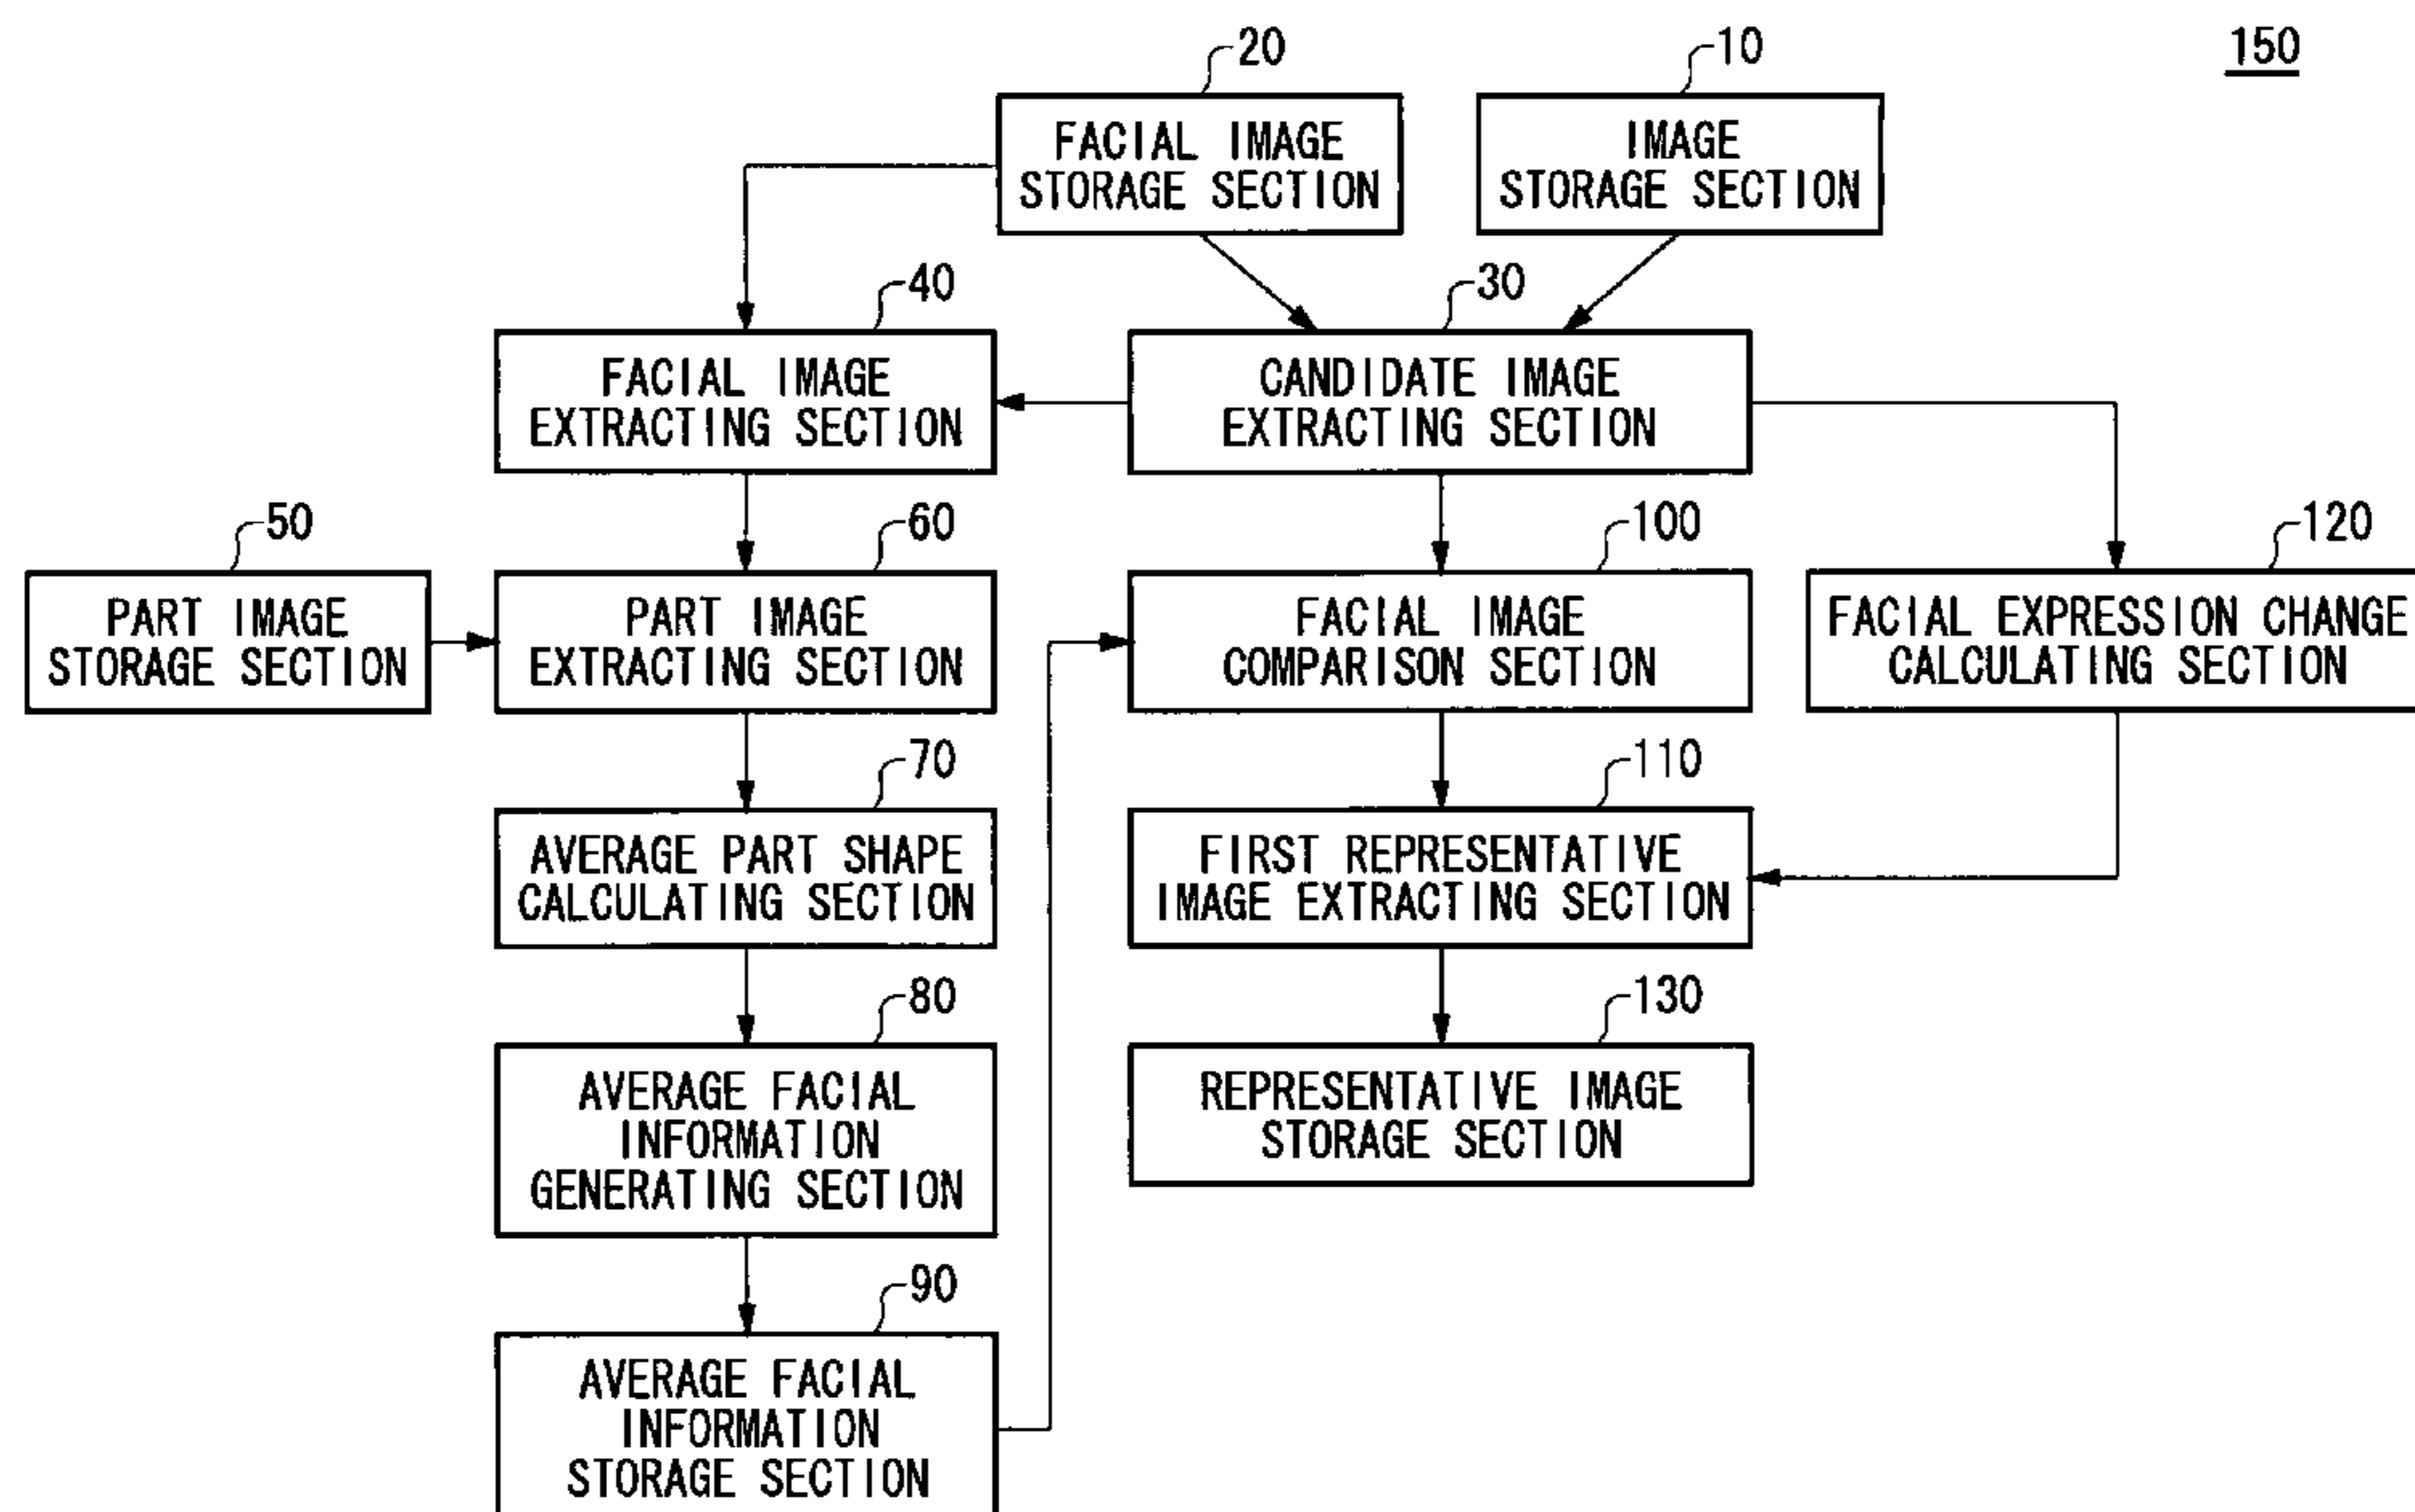 150
20
10
FACIAL IMAGE
STORAGE SECTION
IMAGE
STORAGE SECTION
40
30
FACIAL IMAGE
EXTRACTING SECTION
CANDIDATE IMAGE
EXTRACTING SECTION
50
60
100
120
PART IMAGE
STORAGE SECTION
PART IMAGE
EXTRACTING SECTION
FACIAL IMAGE
COMPARISON SECTION
FACIAL EXPRESSION CHANGE
CALCULATING SECTION
70
110
AVERAGE PART SHAPE
CALCULATING SECTION
FIRST REPRESENTATIVE
IMAGE EXTRACTING SECTION
80
130
AVERAGE FACIAL
INFORMATION
GENERATING SECTION
REPRESENTATIVE IMAGE
STORAGE SECTION
90
AVERAGE FACIAL
INFORMATION
STORAGE SECTION